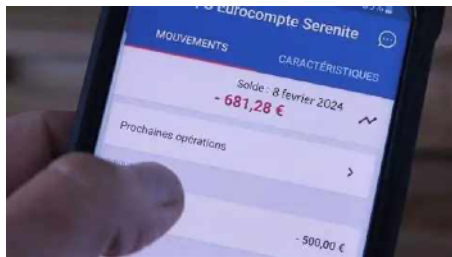 Eurocompte Serenite
MOUVEMENTS
CARACTÉRISTIQUES
Solde : 8 février 2024
- 681,28 €
Prochaines opérations
- 500,00 €